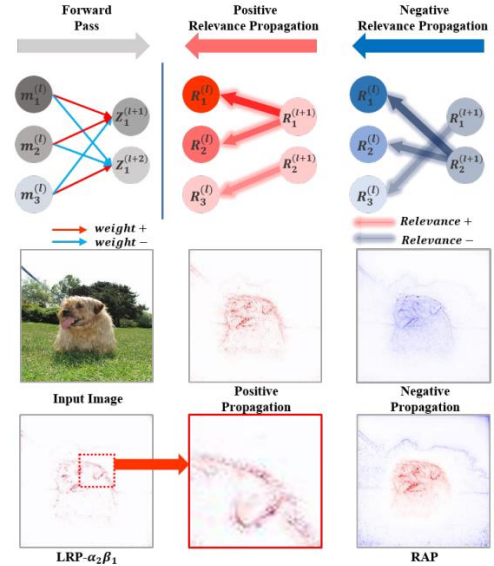 Forward
Pass
Positive
Relevance Propagation
Negative
Relevance Propagation
m₁⁽ˡ⁾
m₂⁽ˡ⁾
m₃⁽ˡ⁾
Z₁⁽ˡ⁺¹⁾
Z₁⁽ˡ⁺²⁾
R₁⁽ˡ⁾
R₂⁽ˡ⁾
R₃⁽ˡ⁾
R₁⁽ˡ⁺¹⁾
R₂⁽ˡ⁺¹⁾
R₁⁽ˡ⁾
R₂⁽ˡ⁾
R₃⁽ˡ⁾
R₁⁽ˡ⁺¹⁾
R₂⁽ˡ⁺¹⁾
weight +
weight −
Relevance +
Relevance −
Input Image
Positive
Propagation
Negative
Propagation
LRP-α₂β₁
RAP